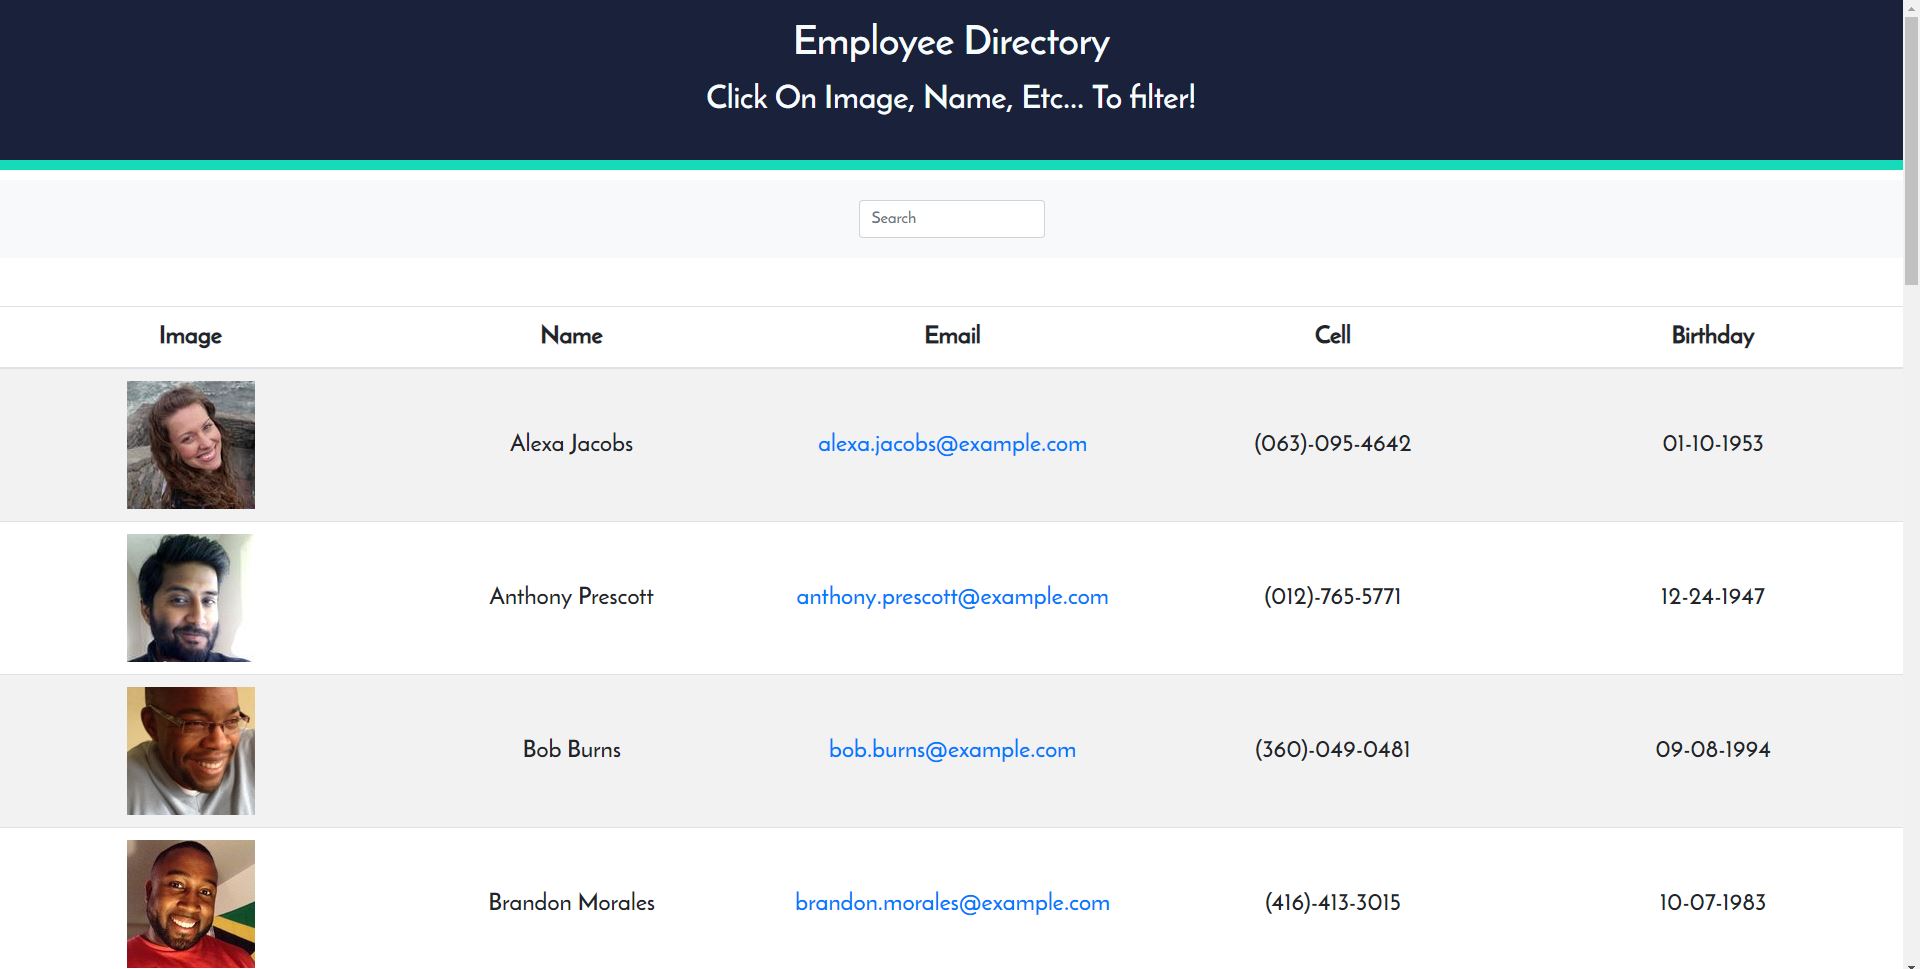 Employee Directory
Click On Image, Name, Etc... To filter!
Search
Image Name Email Cell Birthday
Alexa Jacobs alexa.jacobs@example.com (063)-095-4642 01-10-1953
Anthony Prescott anthony.prescott@example.com (012)-765-5771 12-24-1947
Bob Burns bob.burns@example.com (360)-049-0481 09-08-1994
Brandon Morales brandon.morales@example.com (416)-413-3015 10-07-1983